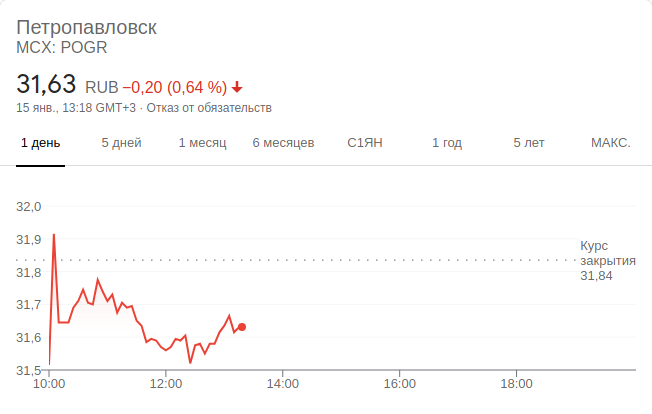 Петропавловск
MCX: POGR
31,63 RUB −0,20 (0,64 %)
15 янв., 13:18 GMT+3 · Отказ от обязательств
1 день 5 дней 1 месяц 6 месяцев С1ЯН 1 год 5 лет МАКС.
32,0
31,9
Курс
закрытия
31,84
31,8
31,7
31,6
31,5
10:00 12:00 14:00 16:00 18:00